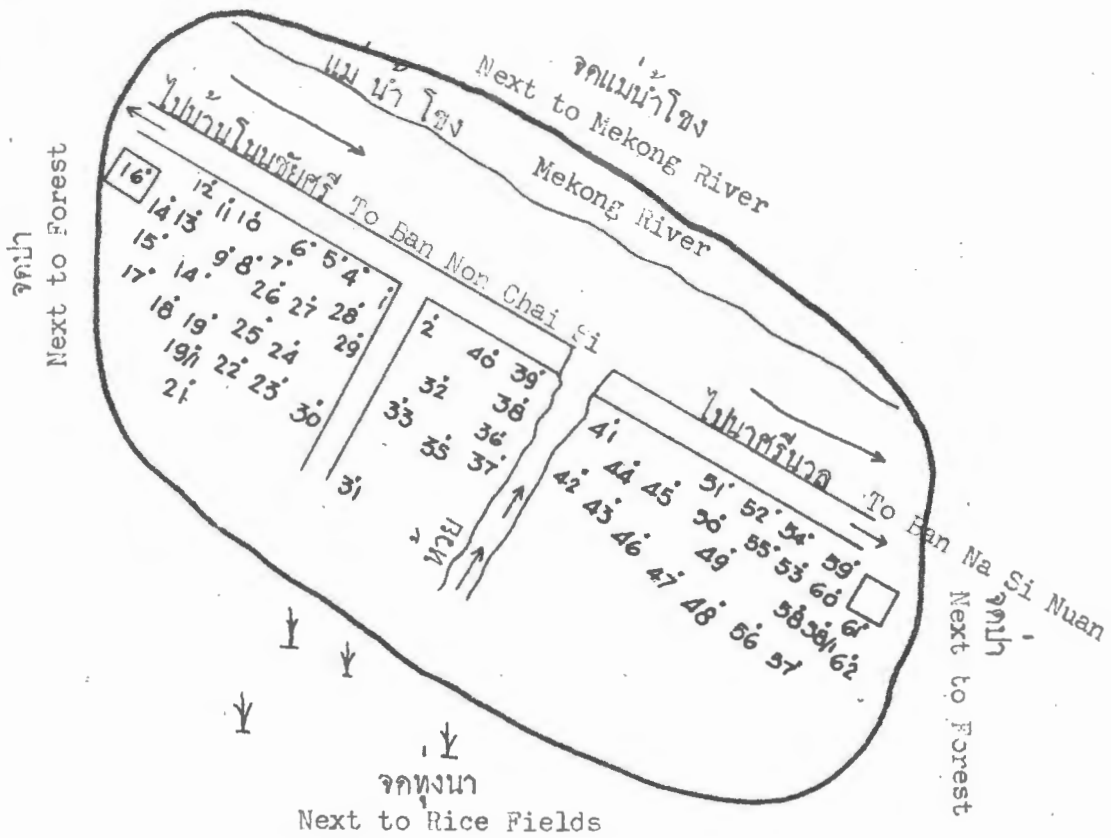 จดแม่น้ำโขง
Next to Mekong River
แม่ น้ำ โขง
Mekong River
ไปบ้านโนนชัยศรี To Ban Non Chai Si
จดป่า
Next to Forest
16 12 11 10 6 5 4 1
14 13 9 8 7 26 27 28 29
15 14 25 24
17 18 19 22 23 30
19/1
21
2 40 39
32 38
33 36
35 37
31
ห้วย
ไปนาศรีนวล To Ban Na Si Nuan
41 51 52 54 59
44 45 50 55 53 60 61
42 43 46 49 58 58/1 62
47 48 56 57
จดป่า
Next to Forest
จดทุ่งนา
Next to Rice Fields